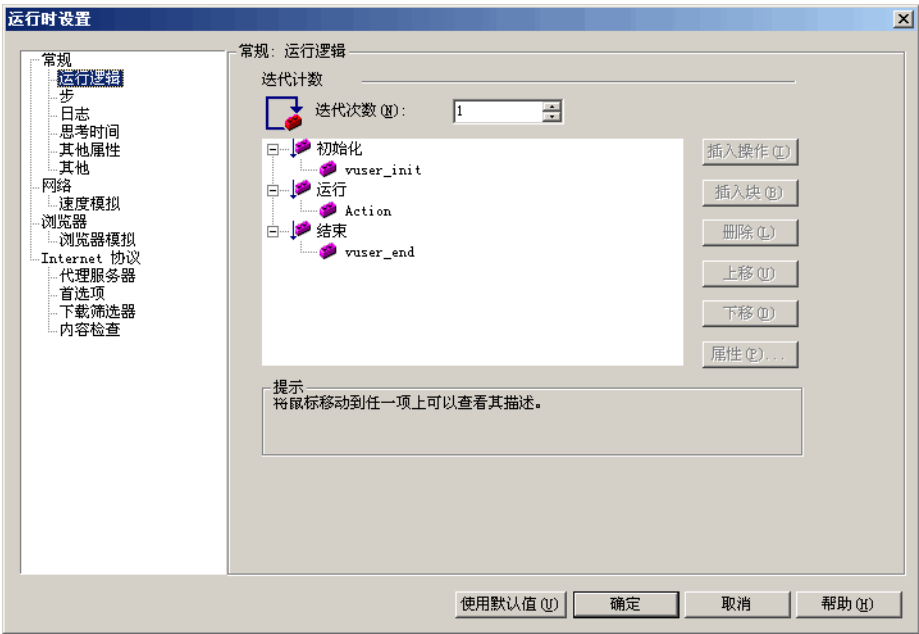 运行时设置
常规
运行逻辑
步
日志
思考时间
其他属性
其他
网络
速度模拟
浏览器
浏览器模拟
Internet 协议
代理服务器
首选项
下载筛选器
内容检查
常规: 运行逻辑
迭代计数
迭代次数(N): 1
初始化
vuser_init
运行
Action
结束
vuser_end
插入操作(I)
插入块(B)
删除(L)
上移(U)
下移(D)
属性(P)...
提示
将鼠标移动到任一项上可以查看其描述。
使用默认值(U) 确定 取消 帮助(H)